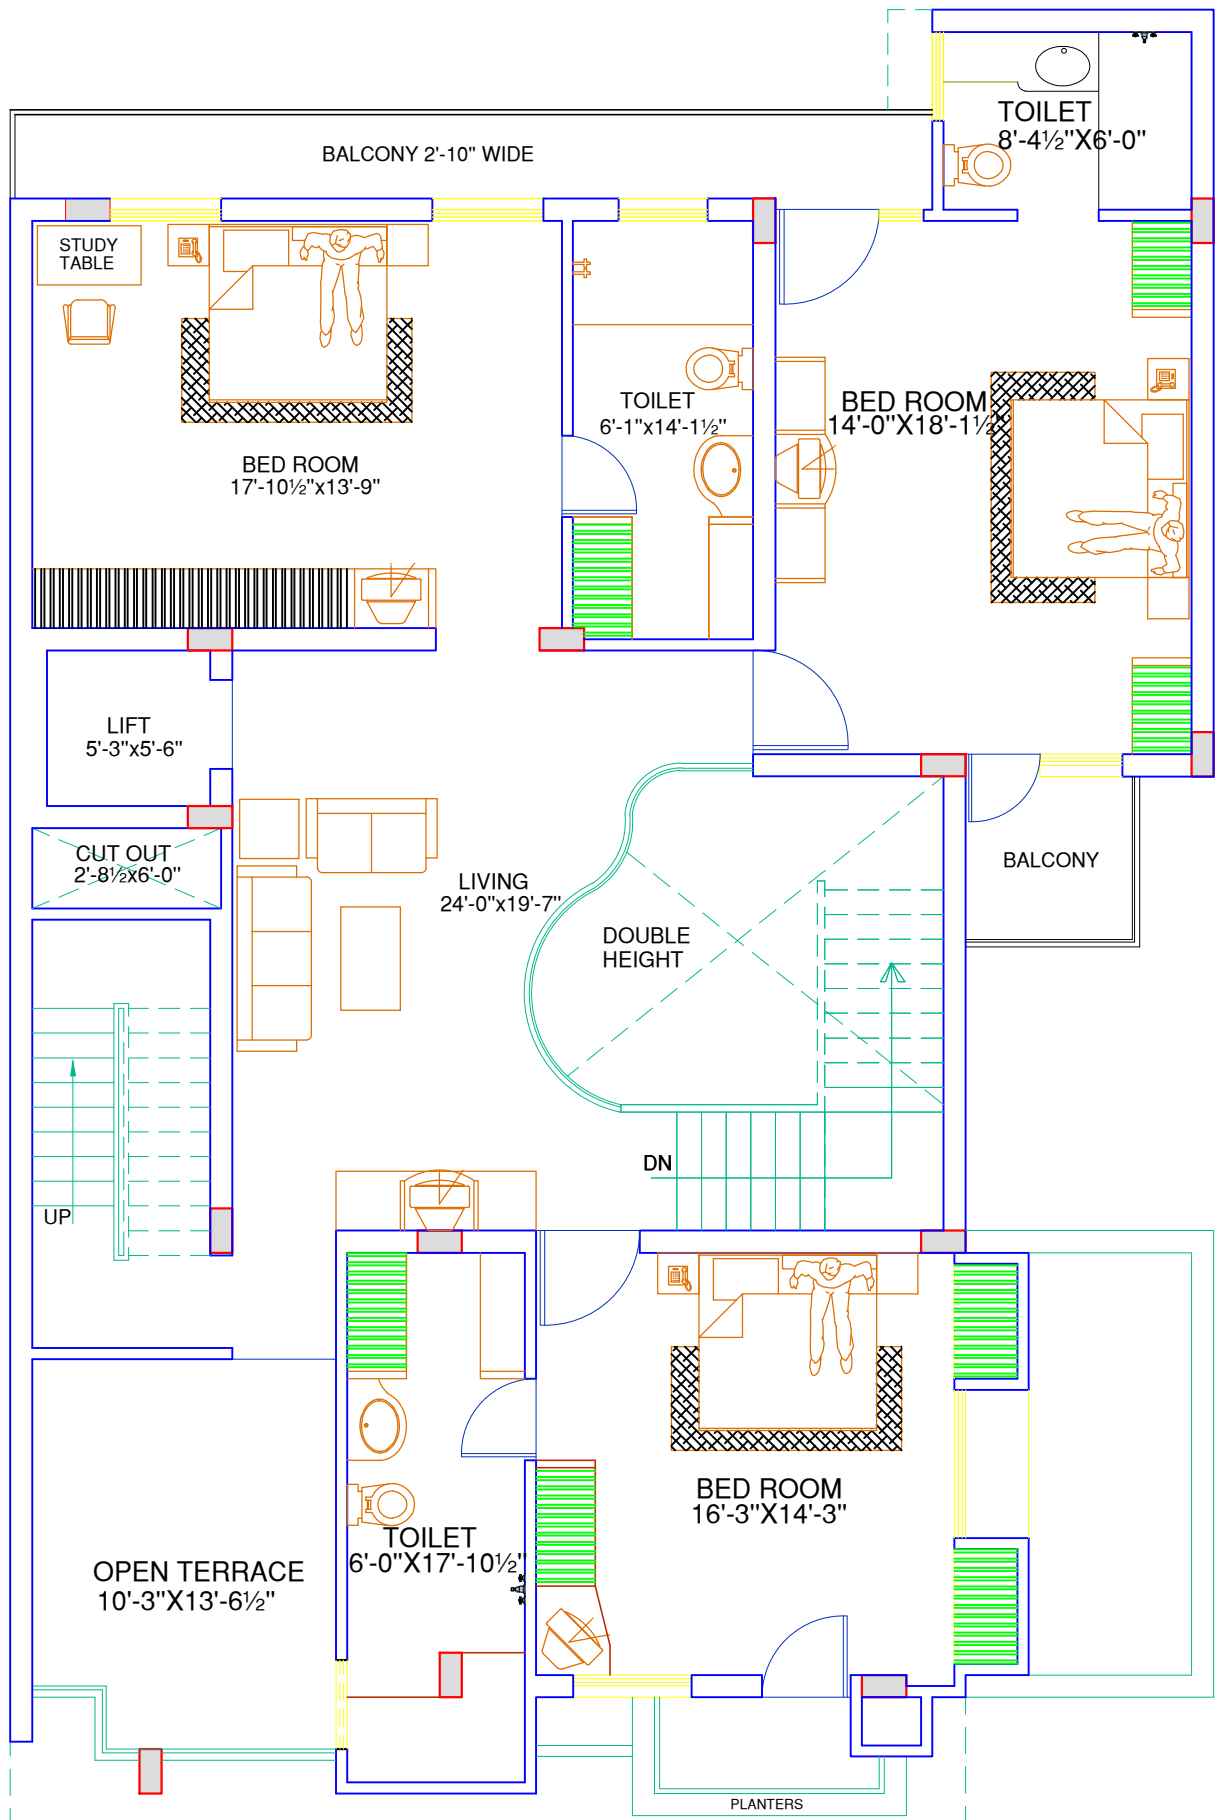 TOILET
8'-4½"X6'-0"
BALCONY 2'-10" WIDE
STUDY
TABLE
TOILET
6'-1"x14'-1½"
BED ROOM
14'-0"X18'-1½"
BED ROOM
17'-10½"x13'-9"
LIFT
5'-3"x5'-6"
CUT OUT
2'-8½x6'-0"
LIVING
24'-0"x19'-7"
BALCONY
DOUBLE
HEIGHT
DN
UP
BED ROOM
16'-3"X14'-3"
TOILET
6'-0"X17'-10½"
OPEN TERRACE
10'-3"X13'-6½"
PLANTERS